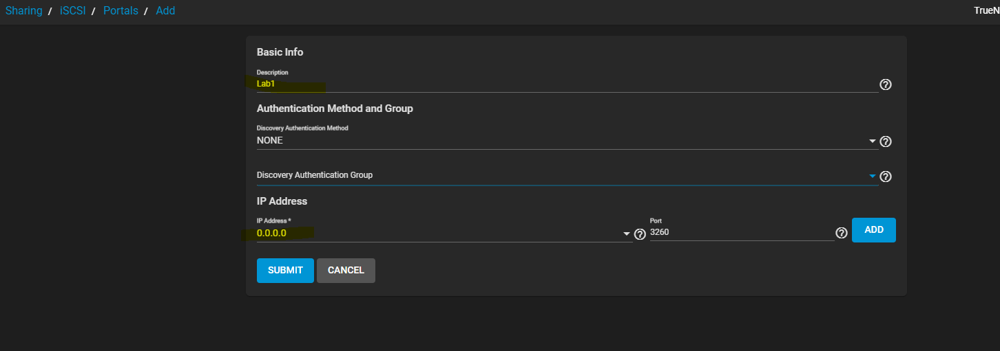 Sharing / iSCSI / Portals / Add
TrueN
Basic Info
Description
Lab1
Authentication Method and Group
Discovery Authentication Method
NONE
Discovery Authentication Group
IP Address
IP Address * Port
0.0.0.0 3260 ADD
SUBMIT CANCEL